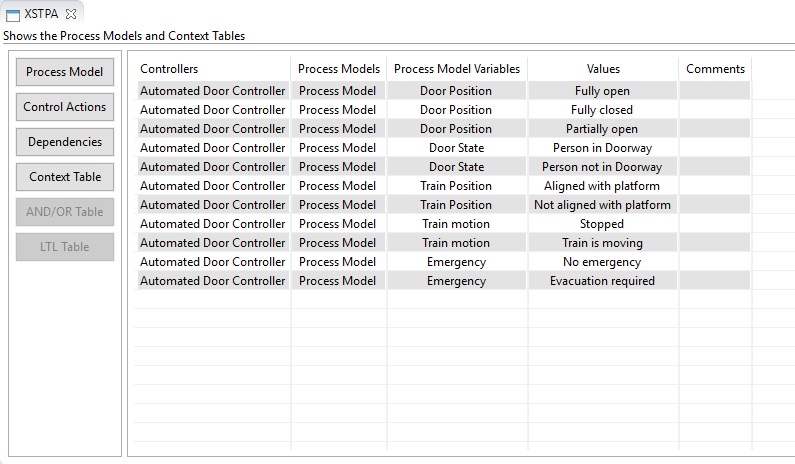 XSTPA
Shows the Process Models and Context Tables
Process Model
Control Actions
Dependencies
Context Table
AND/OR Table
LTL Table
Controllers Process Models Process Model Variables Values Comments
Automated Door Controller Process Model Door Position Fully open
Automated Door Controller Process Model Door Position Fully closed
Automated Door Controller Process Model Door Position Partially open
Automated Door Controller Process Model Door State Person in Doorway
Automated Door Controller Process Model Door State Person not in Doorway
Automated Door Controller Process Model Train Position Aligned with platform
Automated Door Controller Process Model Train Position Not aligned with platform
Automated Door Controller Process Model Train motion Stopped
Automated Door Controller Process Model Train motion Train is moving
Automated Door Controller Process Model Emergency No emergency
Automated Door Controller Process Model Emergency Evacuation required